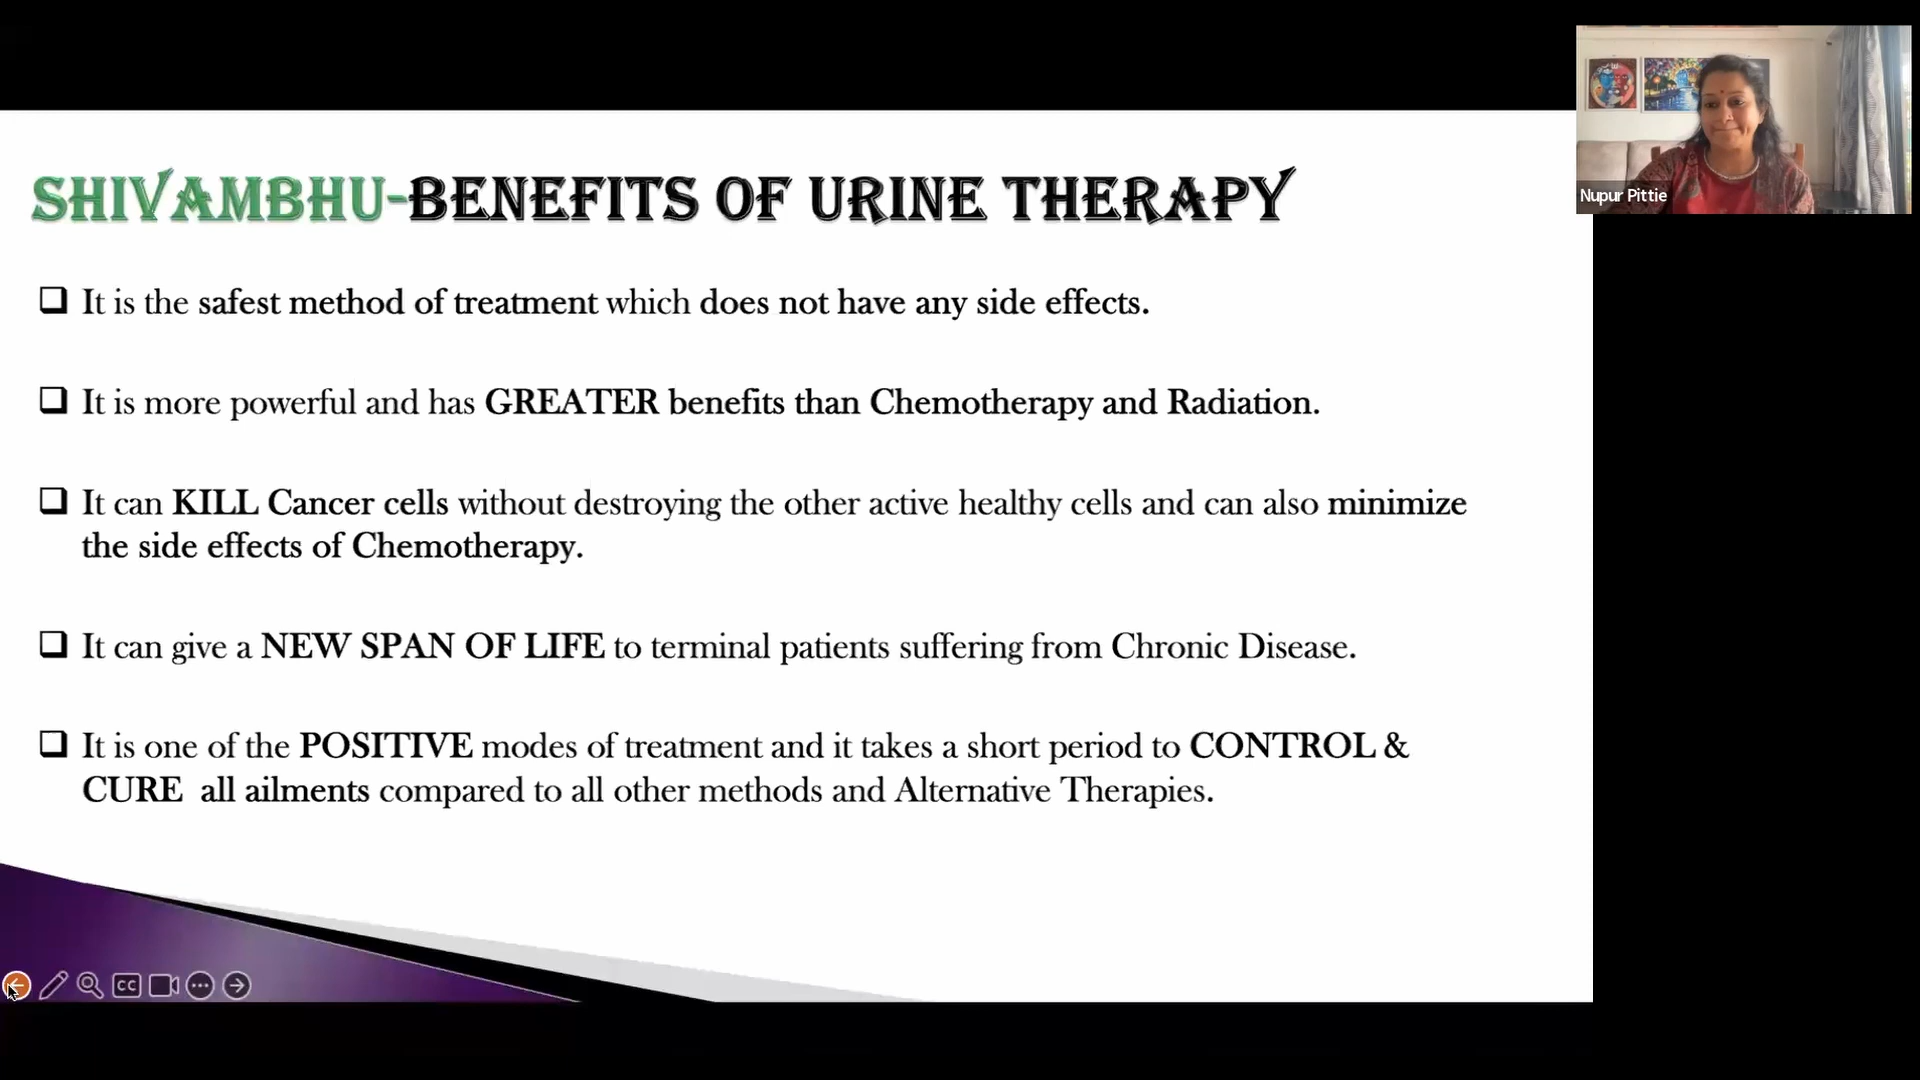 SHIVAMBHU-BENEFITS OF URINE THERAPY
It is the safest method of treatment which does not have any side effects.
It is more powerful and has GREATER benefits than Chemotherapy and Radiation.
It can KILL Cancer cells without destroying the other active healthy cells and can also minimize
the side effects of Chemotherapy.
It can give a NEW SPAN OF LIFE to terminal patients suffering from Chronic Disease.
It is one of the POSITIVE modes of treatment and it takes a short period to CONTROL &
CURE all ailments compared to all other methods and Alternative Therapies.
Nupur Pittie
CC